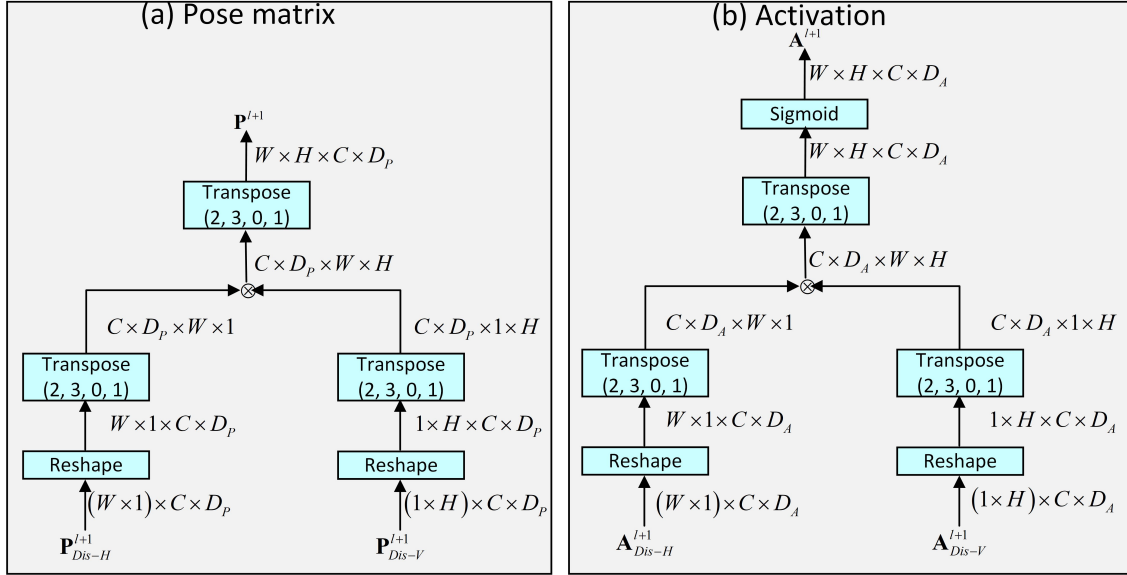 (a) Pose matrix
P^{l+1}
W × H × C × D_P
Transpose
(2, 3, 0, 1)
C × D_P × W × H
⊗
C × D_P × W × 1
C × D_P × 1 × H
Transpose
(2, 3, 0, 1)
Transpose
(2, 3, 0, 1)
W × 1 × C × D_P
1 × H × C × D_P
Reshape
Reshape
(W × 1) × C × D_P
(1 × H) × C × D_P
P^{l+1}_{Dis-H}
P^{l+1}_{Dis-V}
(b) Activation
A^{l+1}
W × H × C × D_A
Sigmoid
W × H × C × D_A
Transpose
(2, 3, 0, 1)
C × D_A × W × H
⊗
C × D_A × W × 1
C × D_A × 1 × H
Transpose
(2, 3, 0, 1)
Transpose
(2, 3, 0, 1)
W × 1 × C × D_A
1 × H × C × D_A
Reshape
Reshape
(W × 1) × C × D_A
(1 × H) × C × D_A
A^{l+1}_{Dis-H}
A^{l+1}_{Dis-V}